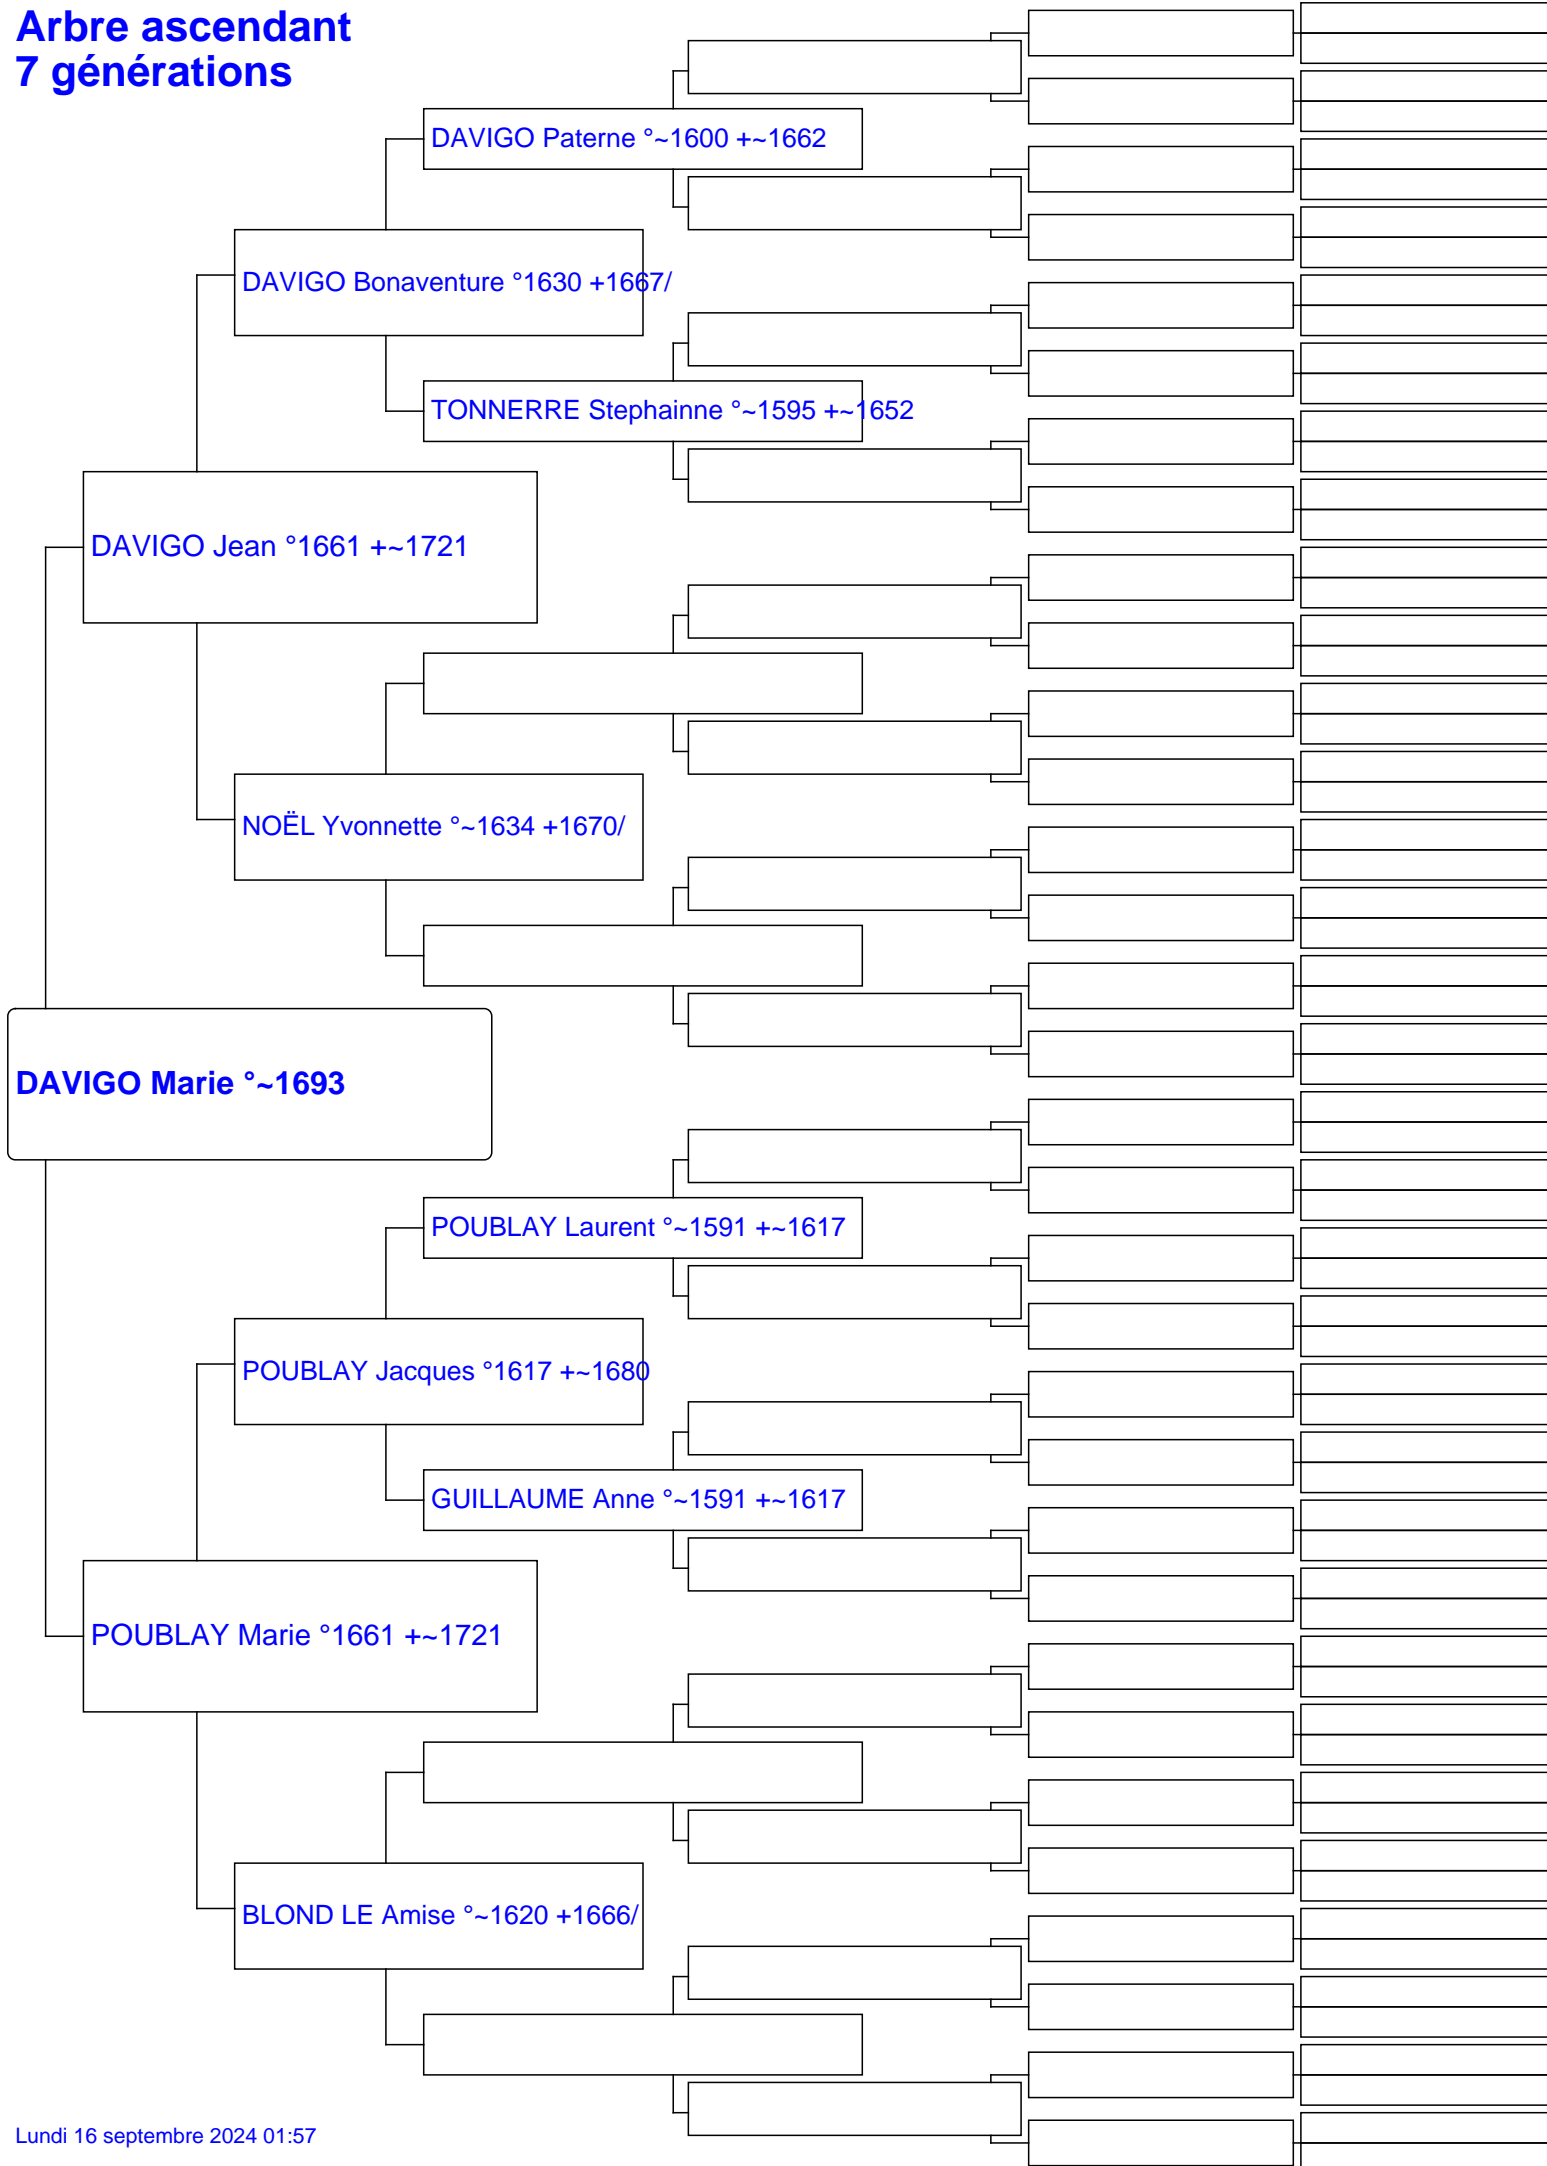 Arbre ascendant
7 générations
DAVIGO Paterne °~1600 +~1662
DAVIGO Bonaventure °1630 +1667/
TONNERRE Stephainne °~1595 +~1652
DAVIGO Jean °1661 +~1721
NOËL Yvonnette °~1634 +1670/
DAVIGO Marie °~1693
POUBLAY Laurent °~1591 +~1617
POUBLAY Jacques °1617 +~1680
GUILLAUME Anne °~1591 +~1617
POUBLAY Marie °1661 +~1721
BLOND LE Amise °~1620 +1666/
Lundi 16 septembre 2024 01:57